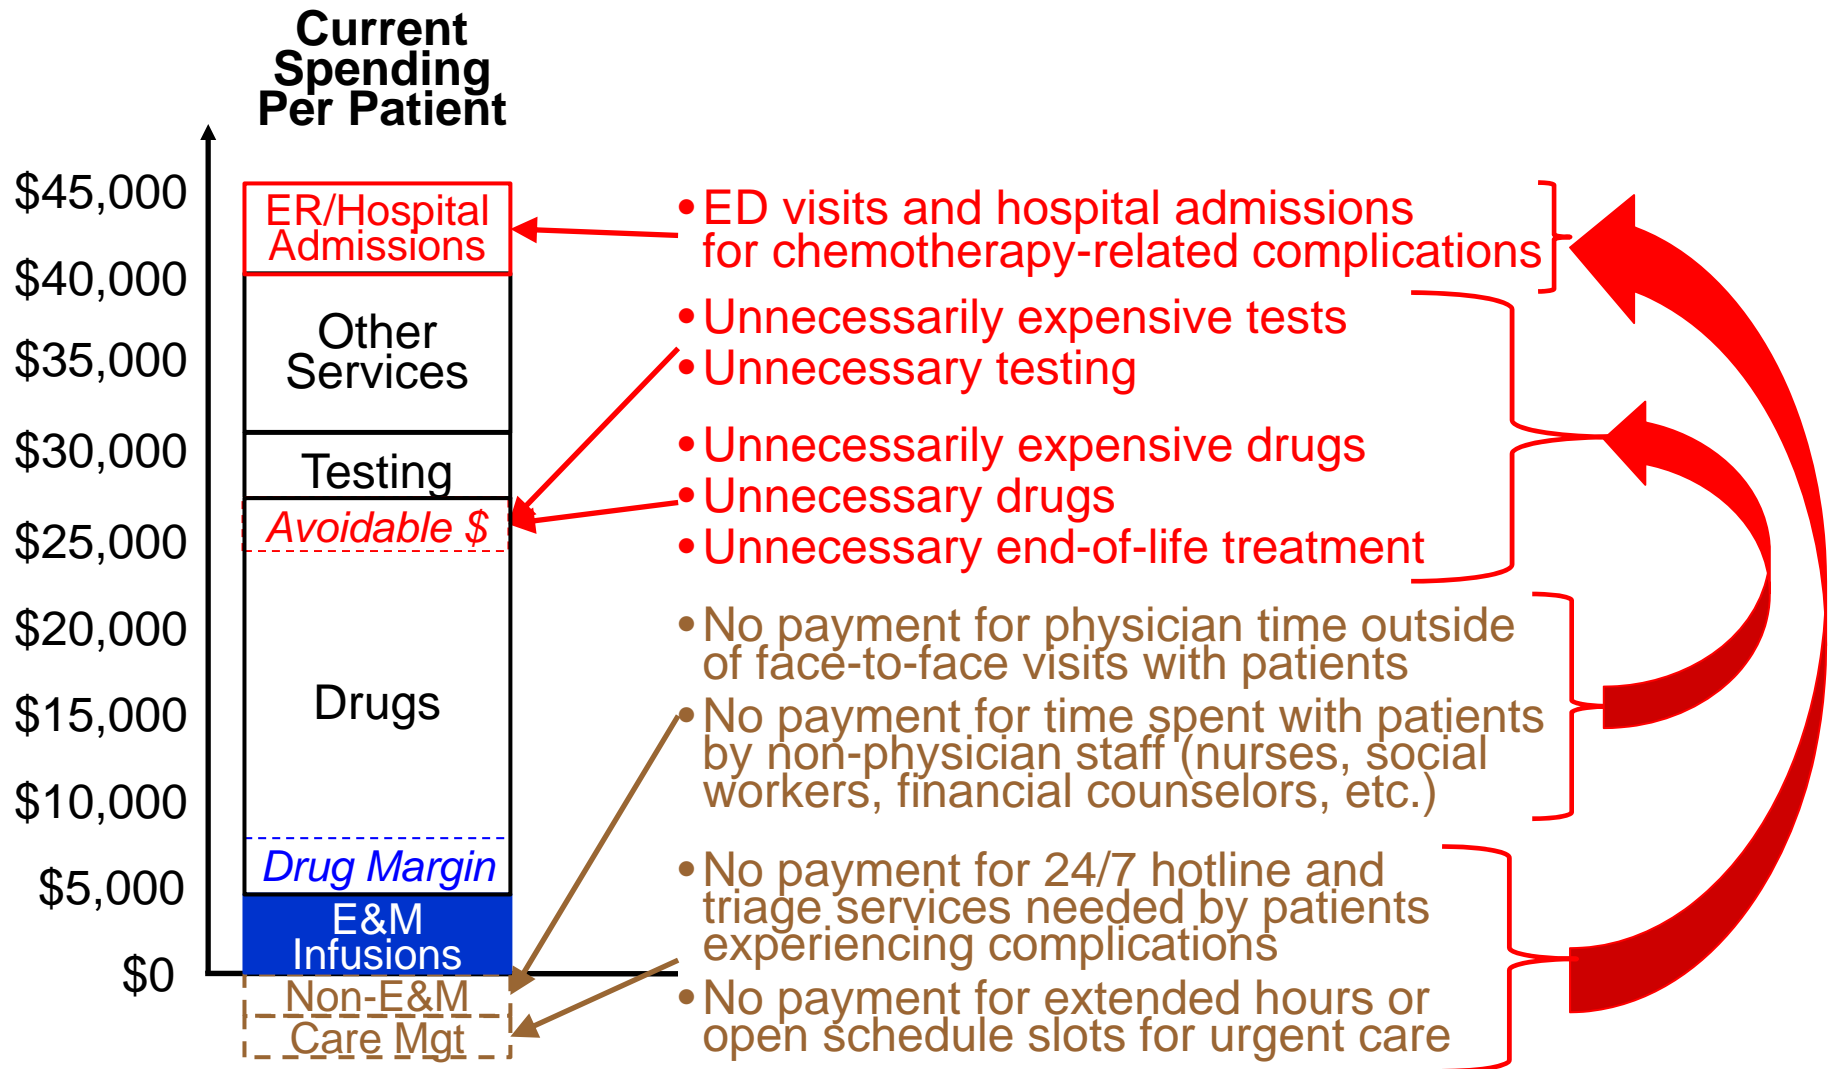 Current
Spending
Per Patient
$45,000
$40,000
$35,000
$30,000
$25,000
$20,000
$15,000
$10,000
$5,000
$0
ER/Hospital
Admissions
Other
Services
Testing
Avoidable $
Drugs
Drug Margin
E&M
Infusions
Non-E&M
Care Mgt
• ED visits and hospital admissions
for chemotherapy-related complications
• Unnecessarily expensive tests
• Unnecessary testing
• Unnecessarily expensive drugs
• Unnecessary drugs
• Unnecessary end-of-life treatment
• No payment for physician time outside
of face-to-face visits with patients
• No payment for time spent with patients
by non-physician staff (nurses, social
workers, financial counselors, etc.)
• No payment for 24/7 hotline and
triage services needed by patients
experiencing complications
• No payment for extended hours or
open schedule slots for urgent care